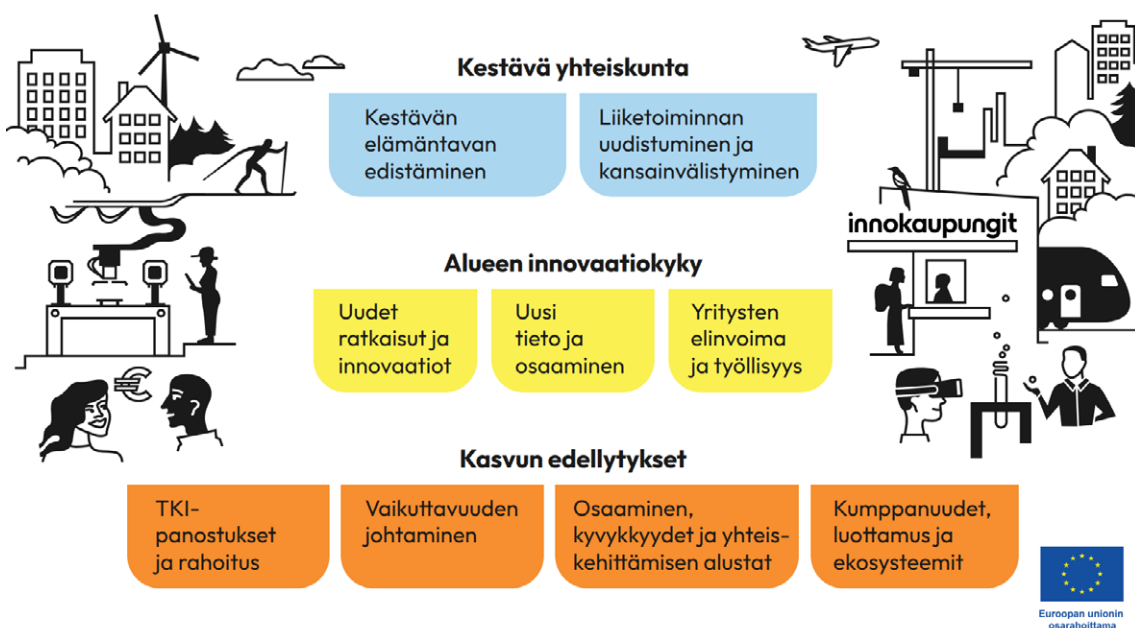 Kestävä yhteiskunta
Kestävän
elämäntavan
edistäminen
Liiketoiminnan
uudistuminen ja
kansainvälistyminen
innokaupungit
Alueen innovaatiokyky
Uudet
ratkaisut ja
innovaatiot
Uusi
tieto ja
osaaminen
Yritysten
elinvoima
ja työllisyys
€
Kasvun edellytykset
TKI-
panostukset
ja rahoitus
Vaikuttavuuden
johtaminen
Osaaminen,
kyvykkyydet ja yhteis-
kehittämisen alustat
Kumppanuudet,
luottamus ja
ekosysteemit
Euroopan unionin
osarahoittama